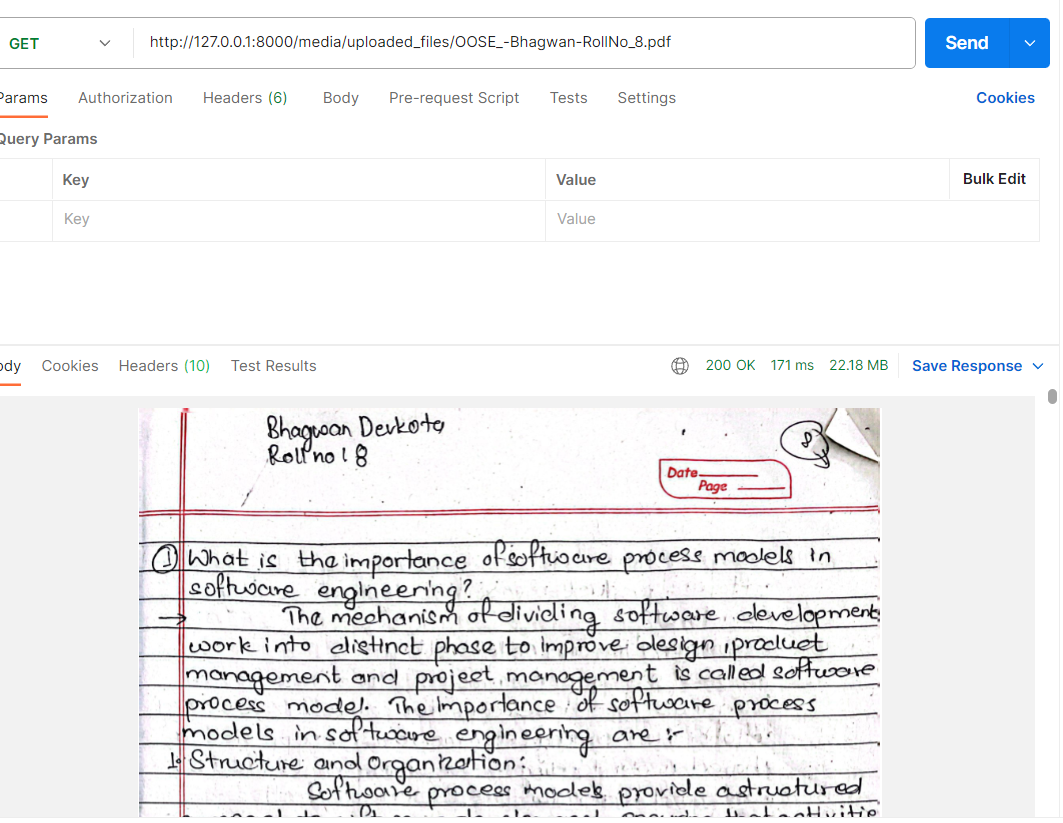 GET
http://127.0.0.1:8000/media/uploaded_files/OOSE_-Bhagwan-RollNo_8.pdf
Send
Params Authorization Headers (6) Body Pre-request Script Tests Settings Cookies
Query Params
Key Value Bulk Edit
Key Value
ody Cookies Headers (10) Test Results 200 OK 171 ms 22.18 MB Save Response
Bhagwan Devkota
Roll no : 8
8
Date
Page
① What is the importance of software process models in
software engineering?
→ The mechanism of dividing software development
work into distinct phase to improve design, product
management and project management is called software
process model. The importance of software process
models in software engineering are :-
1. Structure and Organization:
Software process models provide a structured